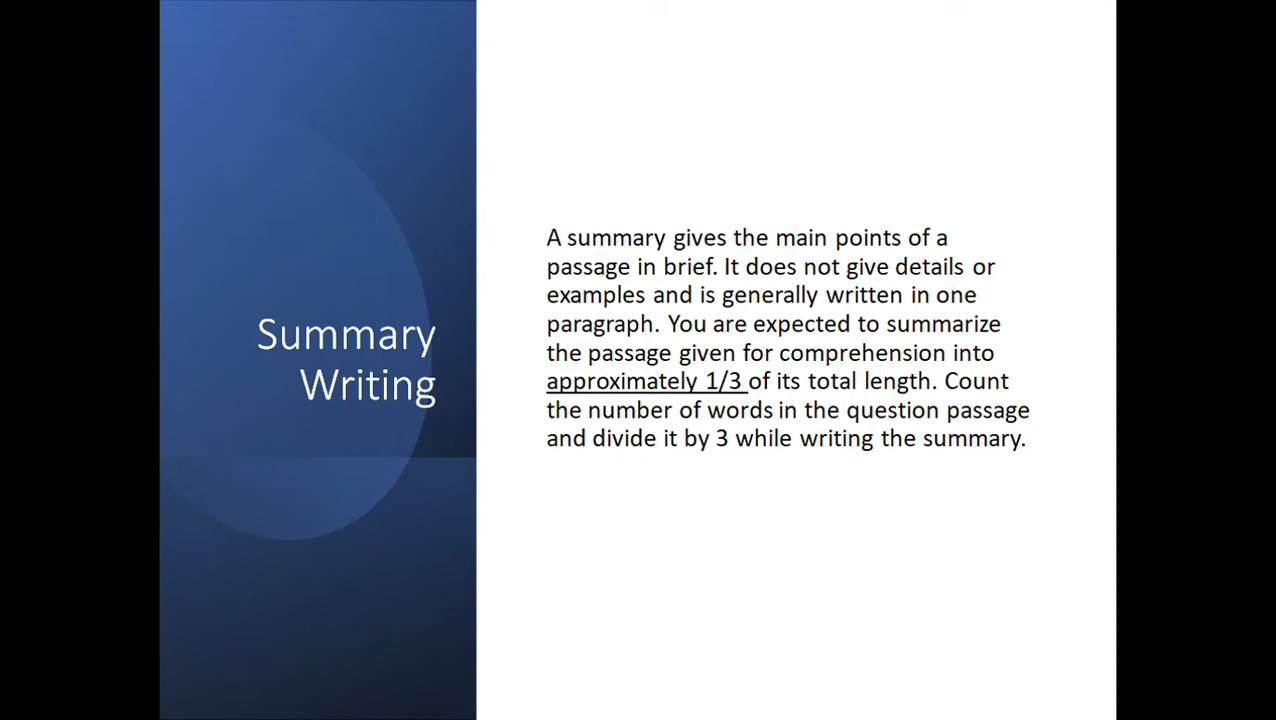 Summary
Writing
A summary gives the main points of a
passage in brief. It does not give details or
examples and is generally written in one
paragraph. You are expected to summarize
the passage given for comprehension into
approximately 1/3 of its total length. Count
the number of words in the question passage
and divide it by 3 while writing the summary.